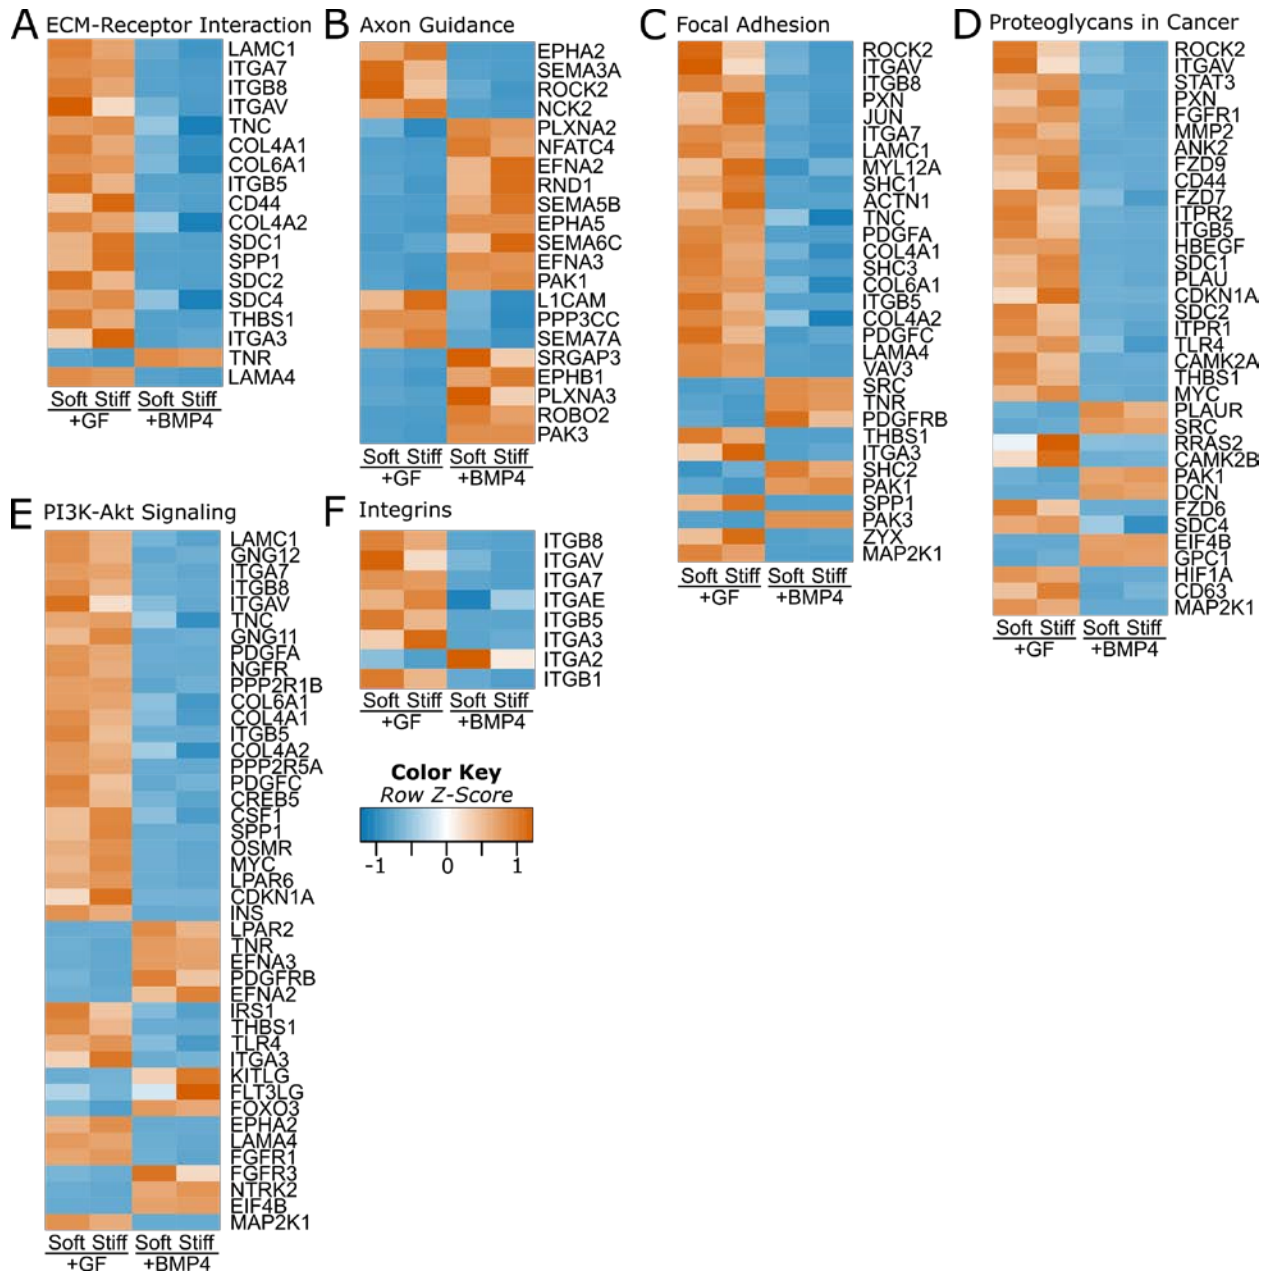 A ECM-Receptor Interaction
LAMC1
ITGA7
ITGB8
ITGAV
TNC
COL4A1
COL6A1
ITGB5
CD44
COL4A2
SDC1
SPP1
SDC2
SDC4
THBS1
ITGA3
TNR
LAMA4
Soft Stiff Soft Stiff
+GF +BMP4
B Axon Guidance
EPHA2
SEMA3A
ROCK2
NCK2
PLXNA2
NFATC4
EFNA2
RND1
SEMA5B
EPHA5
SEMA6C
EFNA3
PAK1
L1CAM
PPP3CC
SEMA7A
SRGAP3
EPHB1
PLXNA3
ROBO2
PAK3
Soft Stiff Soft Stiff
+GF +BMP4
C Focal Adhesion
ROCK2
ITGAV
ITGB8
PXN
JUN
ITGA7
LAMC1
MYL12A
SHC1
ACTN1
TNC
PDGFA
COL4A1
SHC3
COL6A1
ITGB5
COL4A2
PDGFC
LAMA4
VAV3
SRC
TNR
PDGFRB
THBS1
ITGA3
SHC2
PAK1
SPP1
PAK3
ZYX
MAP2K1
Soft Stiff Soft Stiff
+GF +BMP4
D Proteoglycans in Cancer
ROCK2
ITGAV
STAT3
PXN
FGFR1
MMP2
ANK2
FZD9
CD44
FZD7
ITPR2
ITGB5
HBEGF
SDC1
PLAU
CDKN1A
SDC2
ITPR1
TLR4
CAMK2A
THBS1
MYC
PLAUR
SRC
RRAS2
CAMK2B
PAK1
DCN
FZD6
SDC4
EIF4B
GPC1
HIF1A
CD63
MAP2K1
Soft Stiff Soft Stiff
+GF +BMP4
E PI3K-Akt Signaling
LAMC1
GNG12
ITGA7
ITGB8
ITGAV
TNC
GNG11
PDGFA
NGFR
PPP2R1B
COL6A1
COL4A1
ITGB5
COL4A2
PPP2R5A
PDGFC
CREB5
CSF1
SPP1
OSMR
MYC
LPAR6
CDKN1A
INS
LPAR2
TNR
EFNA3
PDGFRB
EFNA2
IRS1
THBS1
TLR4
ITGA3
KITLG
FLT3LG
FOXO3
EPHA2
LAMA4
FGFR1
FGFR3
NTRK2
EIF4B
MAP2K1
Soft Stiff Soft Stiff
+GF +BMP4
F Integrins
ITGB8
ITGAV
ITGA7
ITGAE
ITGB5
ITGA3
ITGA2
ITGB1
Soft Stiff Soft Stiff
+GF +BMP4
Color Key
Row Z-Score
-1 0 1